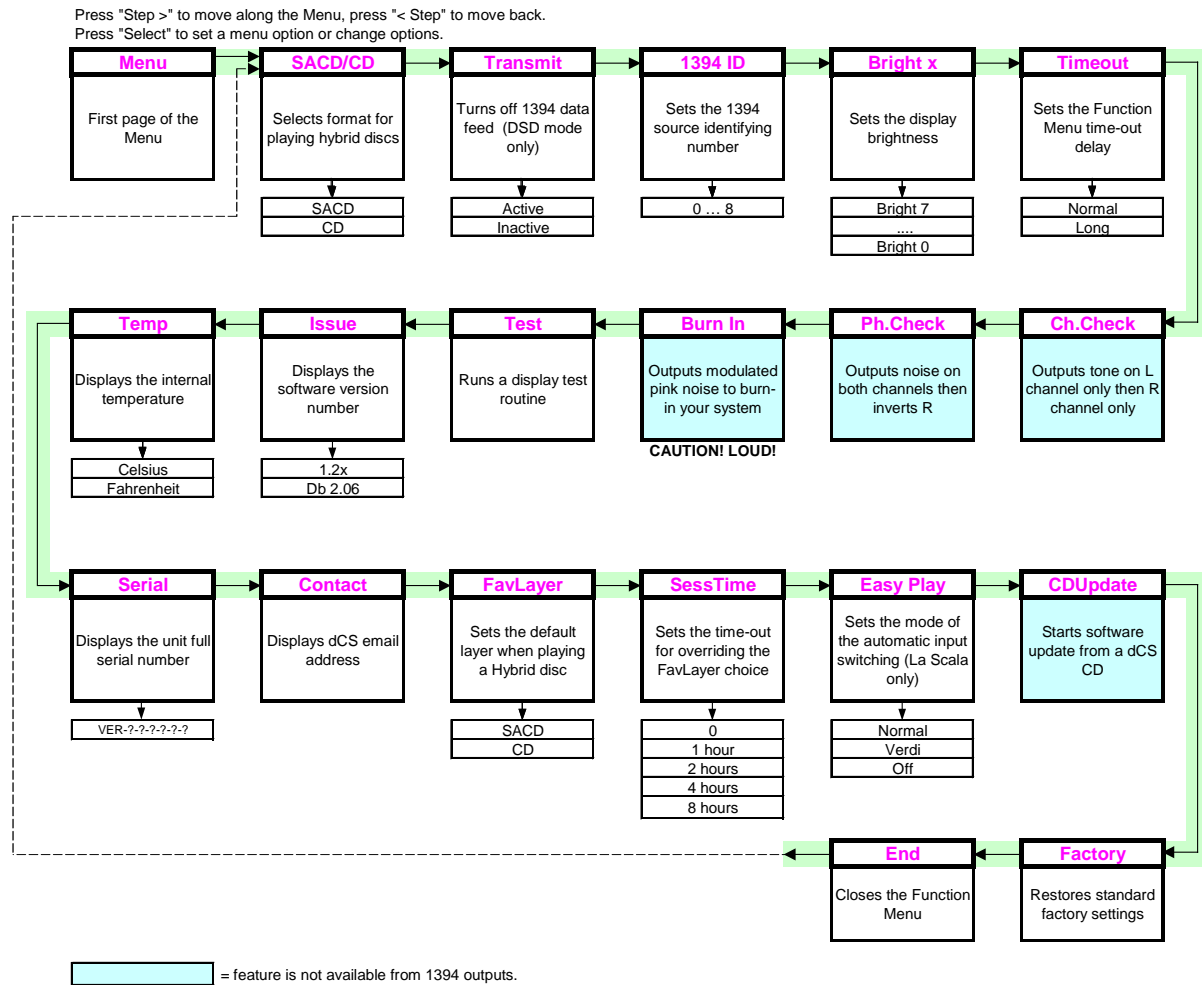 Press "Step >" to move along the Menu, press "< Step" to move back.
Press "Select" to set a menu option or change options.
Menu
First page of the
Menu
SACD/CD
Selects format for
playing hybrid discs
SACD
CD
Transmit
Turns off 1394 data
feed (DSD mode
only)
Active
Inactive
1394 ID
Sets the 1394
source identifying
number
0 … 8
Bright x
Sets the display
brightness
Bright 7
....
Bright 0
Timeout
Sets the Function
Menu time-out
delay
Normal
Long
Temp
Displays the internal
temperature
Celsius
Fahrenheit
Issue
Displays the
software version
number
1.2x
Db 2.06
Test
Runs a display test
routine
Burn In
Outputs modulated
pink noise to burn-
in your system
CAUTION! LOUD!
Ph.Check
Outputs noise on
both channels then
inverts R
Ch.Check
Outputs tone on L
channel only then R
channel only
Serial
Displays the unit full
serial number
VER-?-?-?-?-?-?
Contact
Displays dCS email
address
FavLayer
Sets the default
layer when playing
a Hybrid disc
SACD
CD
SessTime
Sets the time-out
for overriding the
FavLayer choice
0
1 hour
2 hours
4 hours
8 hours
Easy Play
Sets the mode of
the automatic input
switching (La Scala
only)
Normal
Verdi
Off
CDUpdate
Starts software
update from a dCS
CD
End
Closes the Function
Menu
Factory
Restores standard
factory settings
= feature is not available from 1394 outputs.